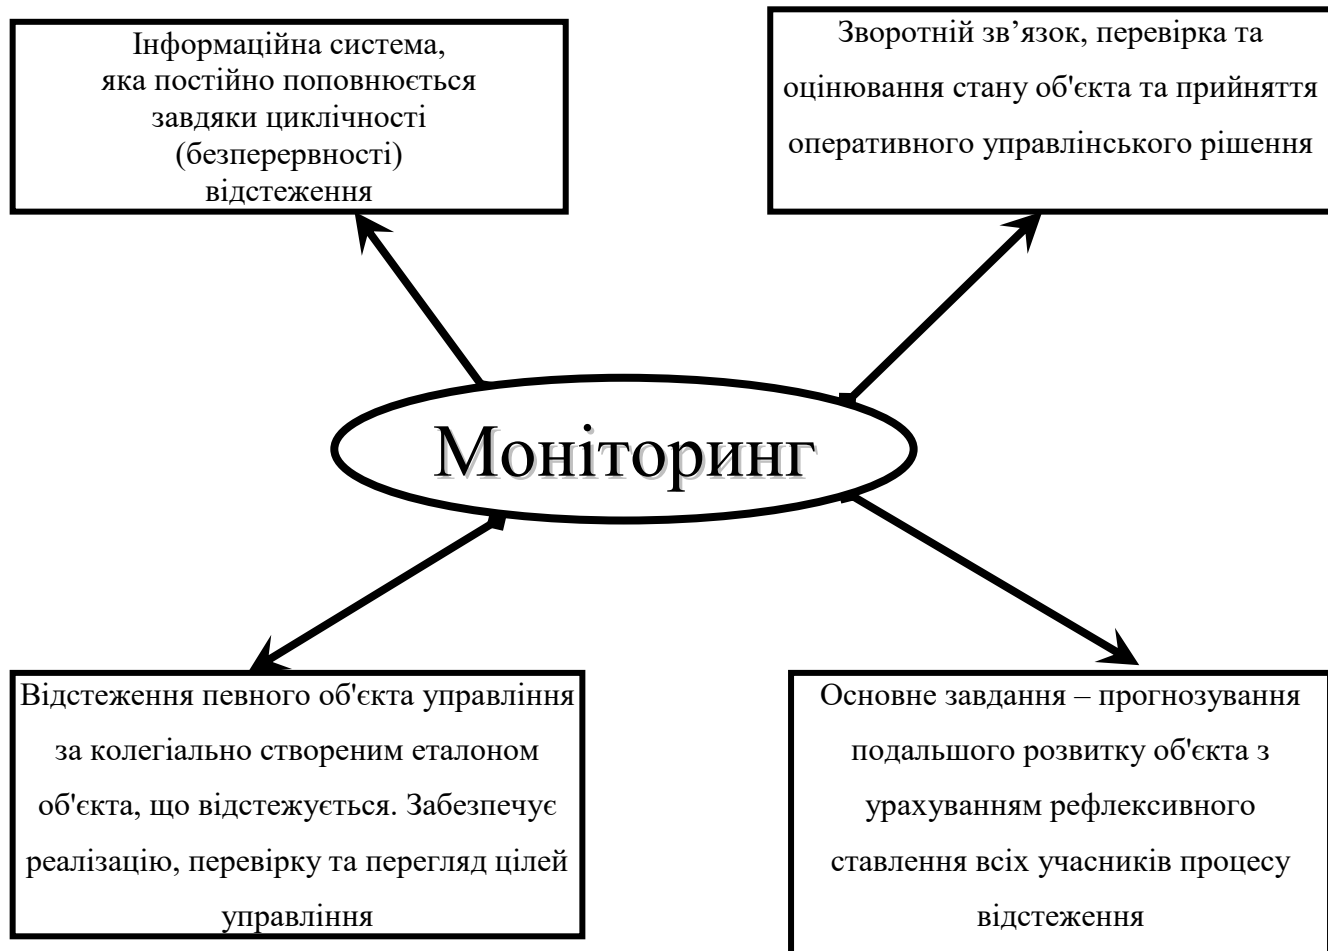 Інформаційна система,
яка постійно поповнюється
завдяки циклічності
(безперервності)
відстеження
Зворотній зв’язок, перевірка та
оцінювання стану об'єкта та прийняття
оперативного управлінського рішення
Моніторинг
Відстеження певного об'єкта управління
за колегіально створеним еталоном
об'єкта, що відстежується. Забезпечує
реалізацію, перевірку та перегляд цілей
управління
Основне завдання – прогнозування
подальшого розвитку об'єкта з
урахуванням рефлексивного
ставлення всіх учасників процесу
відстеження